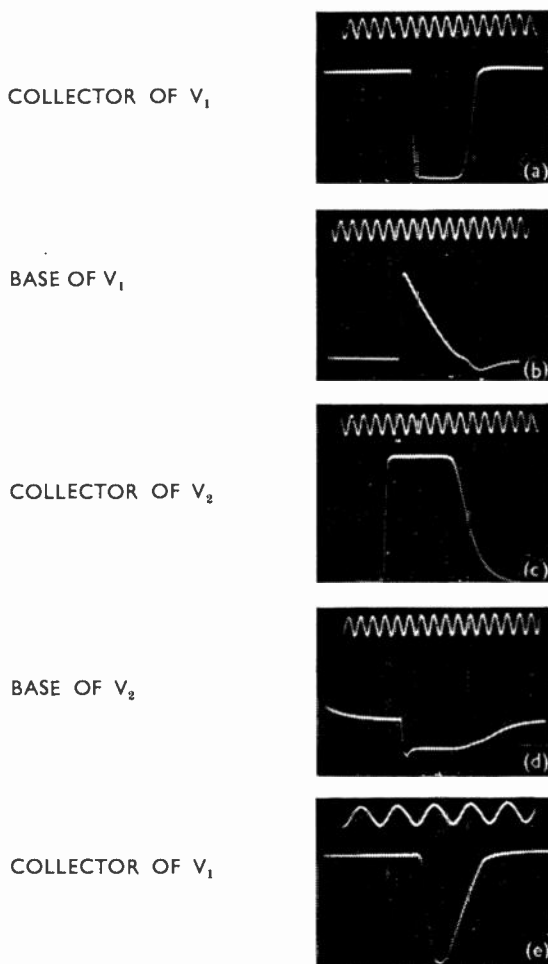 COLLECTOR OF V₁
(a)
BASE OF V₁
(b)
COLLECTOR OF V₂
(c)
BASE OF V₂
(d)
COLLECTOR OF V₁
(e)